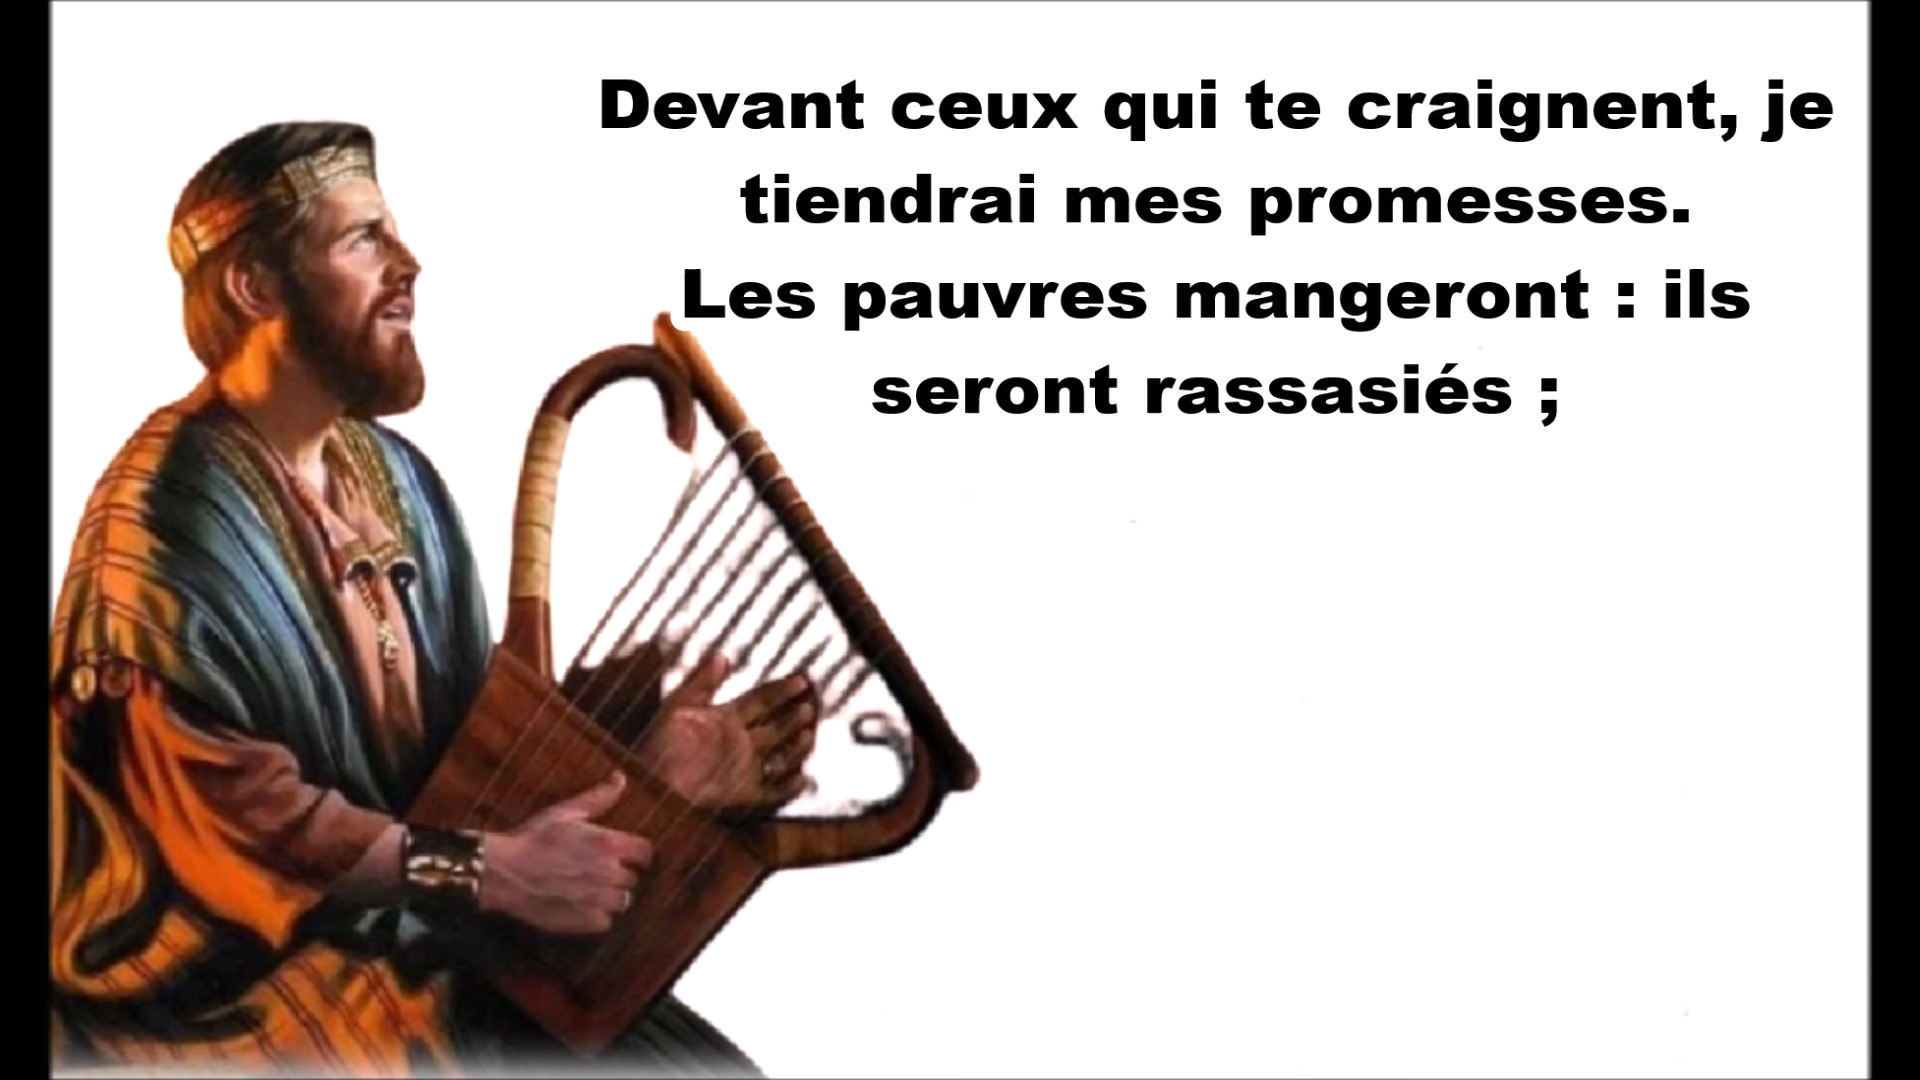 Devant ceux qui te craignent, je
tiendrai mes promesses.
Les pauvres mangeront : ils
seront rassasiés ;